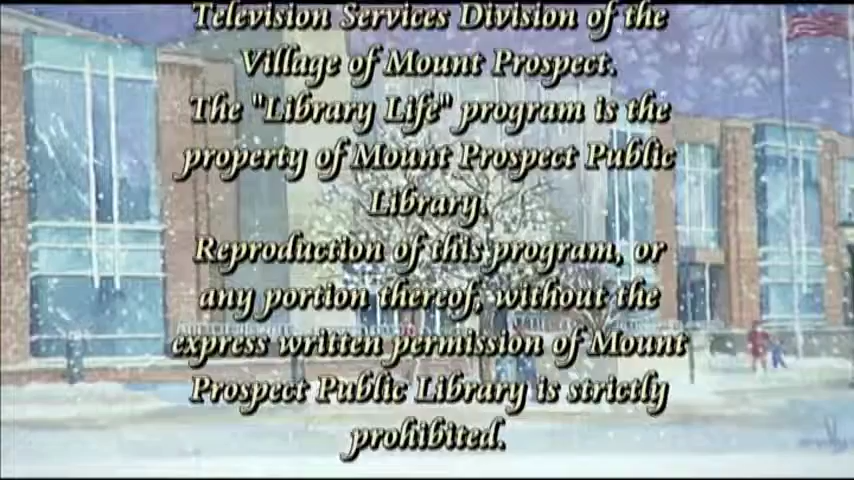 Television Services Division of the
Village of Mount Prospect.
The "Library Life" program is the
property of Mount Prospect Public
Library.
Reproduction of this program, or
any portion thereof, without the
express written permission of Mount
Prospect Public Library is strictly
prohibited.